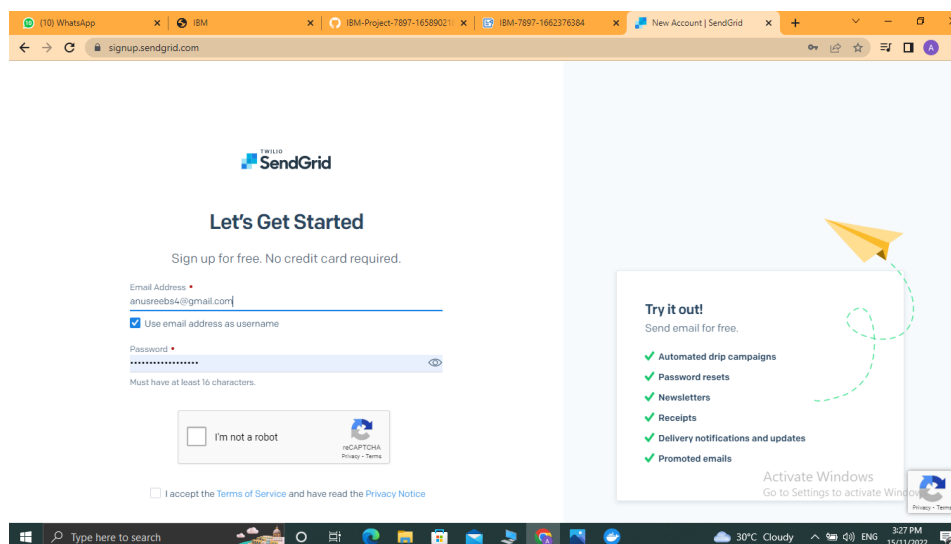 (10) WhatsApp
IBM
IBM-Project-7897-16589021
IBM-7897-1662376384
New Account | SendGrid
signup.sendgrid.com
A
TWILIO
SendGrid
Let's Get Started
Sign up for free. No credit card required.
Email Address •
anusreebs4@gmail.com
Use email address as username
Password •
Must have at least 16 characters.
I'm not a robot
reCAPTCHA
Privacy - Terms
I accept the Terms of Service and have read the Privacy Notice
Try it out!
Send email for free.
Automated drip campaigns
Password resets
Newsletters
Receipts
Delivery notifications and updates
Promoted emails
Activate Windows
Go to Settings to activate Windo
Privacy - Terms
Type here to search
30°C Cloudy
ENG
3:27 PM
15/11/2022